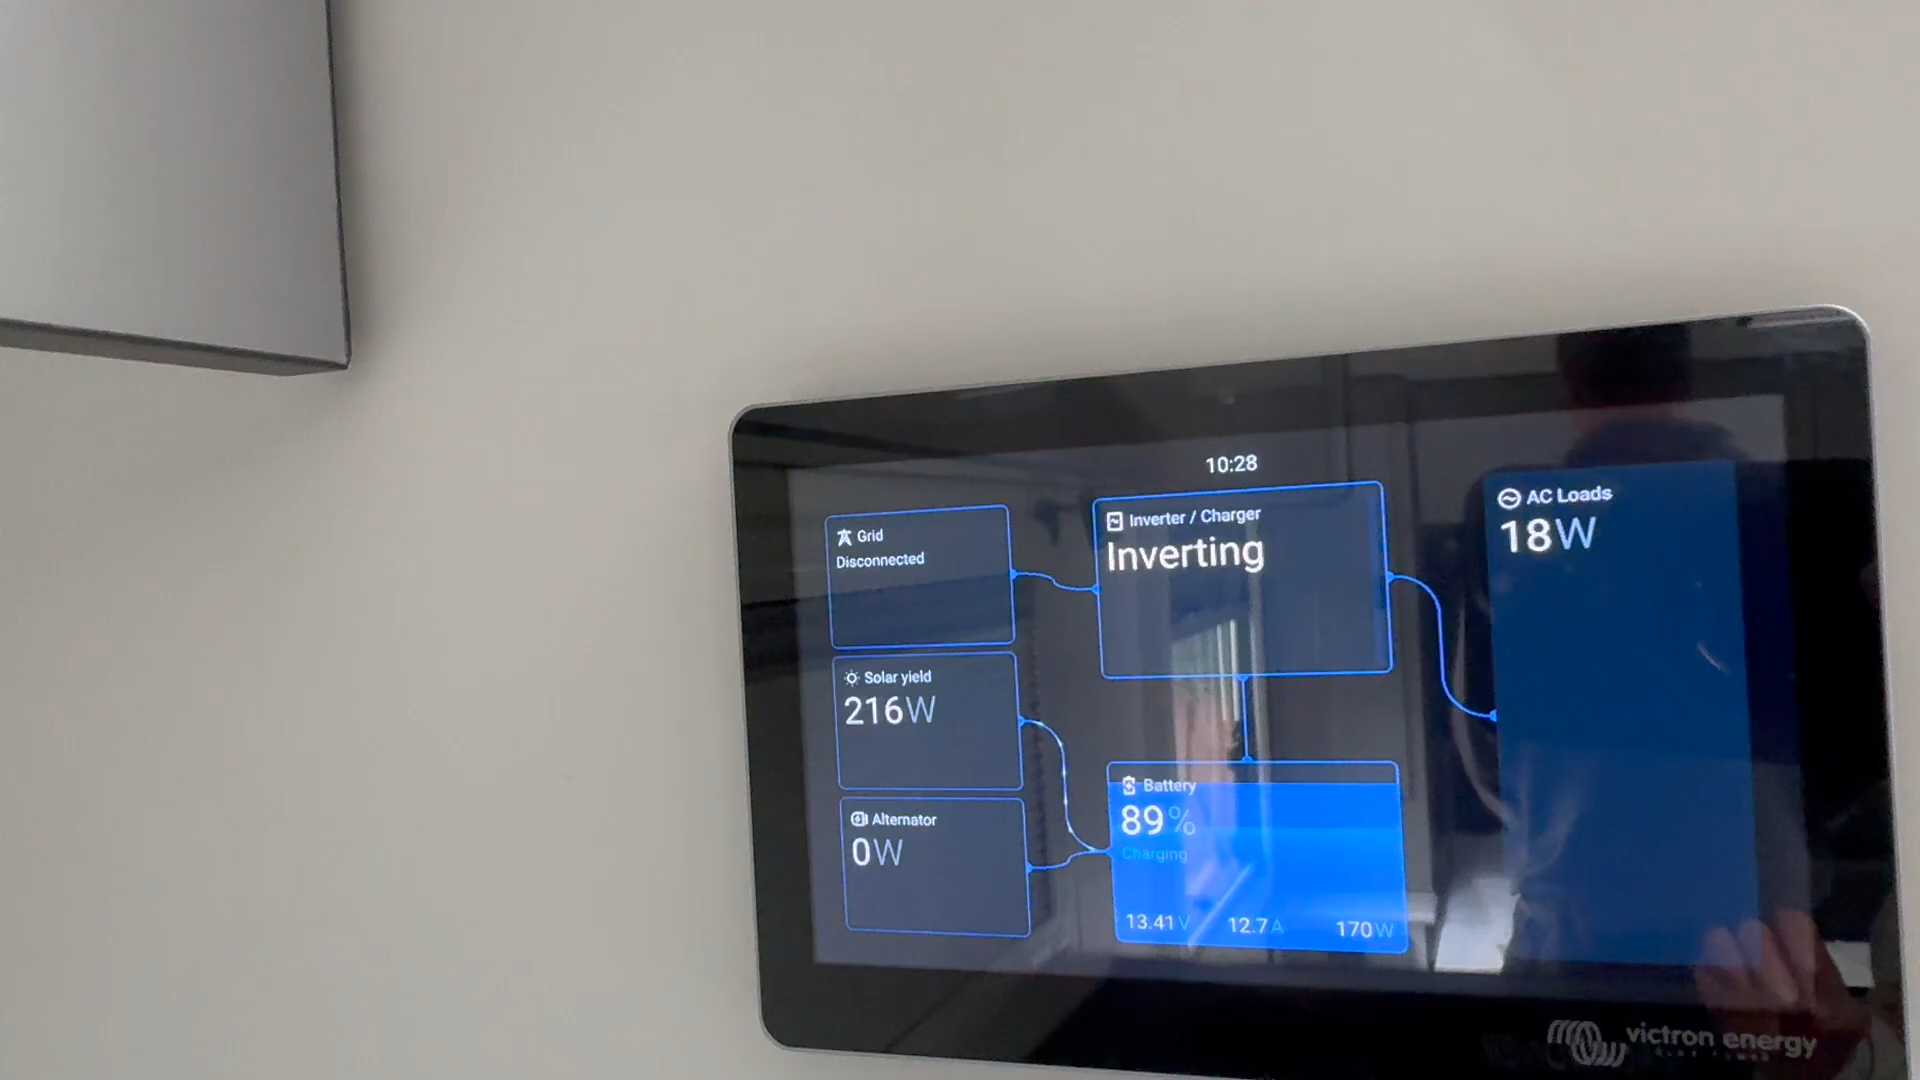 10:28
Grid
Disconnected
Solar yield
216W
Alternator
0W
Inverter / Charger
Inverting
Battery
89%
Charging
13.41V 12.7A 170W
AC Loads
18W
victron energy